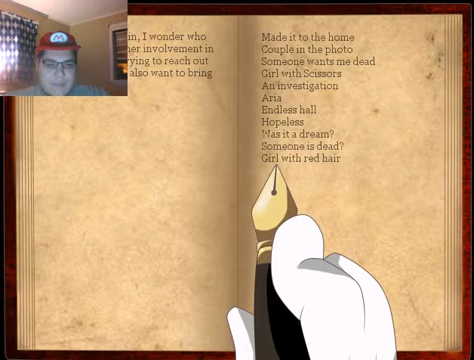 in, I wonder who
her involvement in
rying to reach out
also want to bring
Made it to the home
Couple in the photo
Someone wants me dead
Girl with Scissors
An investigation
Aria
Endless hall
Hopeless
Was it a dream?
Someone is dead?
Girl with red hair